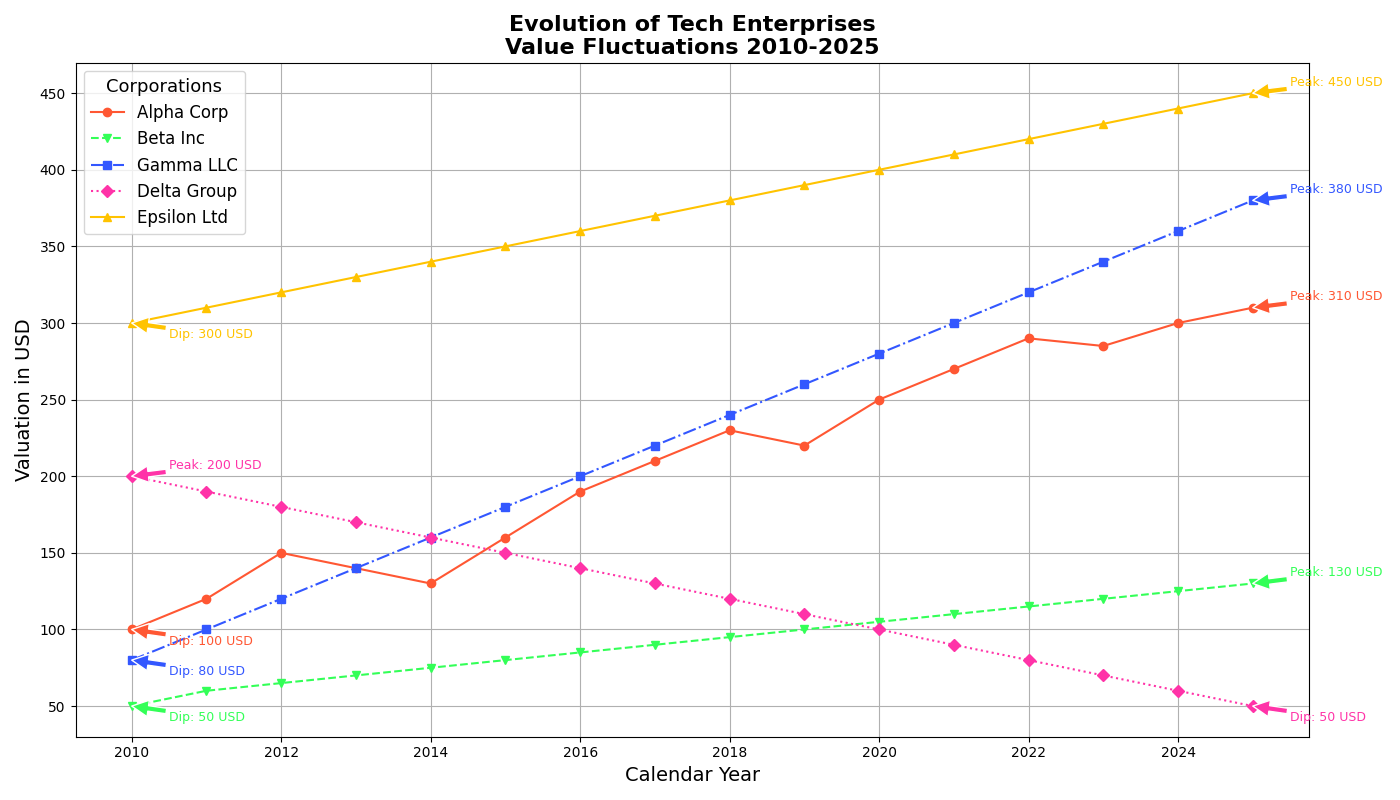 Evolution of Tech Enterprises
Value Fluctuations 2010-2025
Corporations
Alpha Corp
Beta Inc
Gamma LLC
Delta Group
Epsilon Ltd
Valuation in USD
450
400
350
300
250
200
150
100
50
Peak: 450 USD
Peak: 380 USD
Peak: 310 USD
Dip: 300 USD
Peak: 200 USD
Peak: 130 USD
Dip: 100 USD
Dip: 80 USD
Dip: 50 USD
Dip: 50 USD
2010
2012
2014
2016
2018
2020
2022
2024
Calendar Year